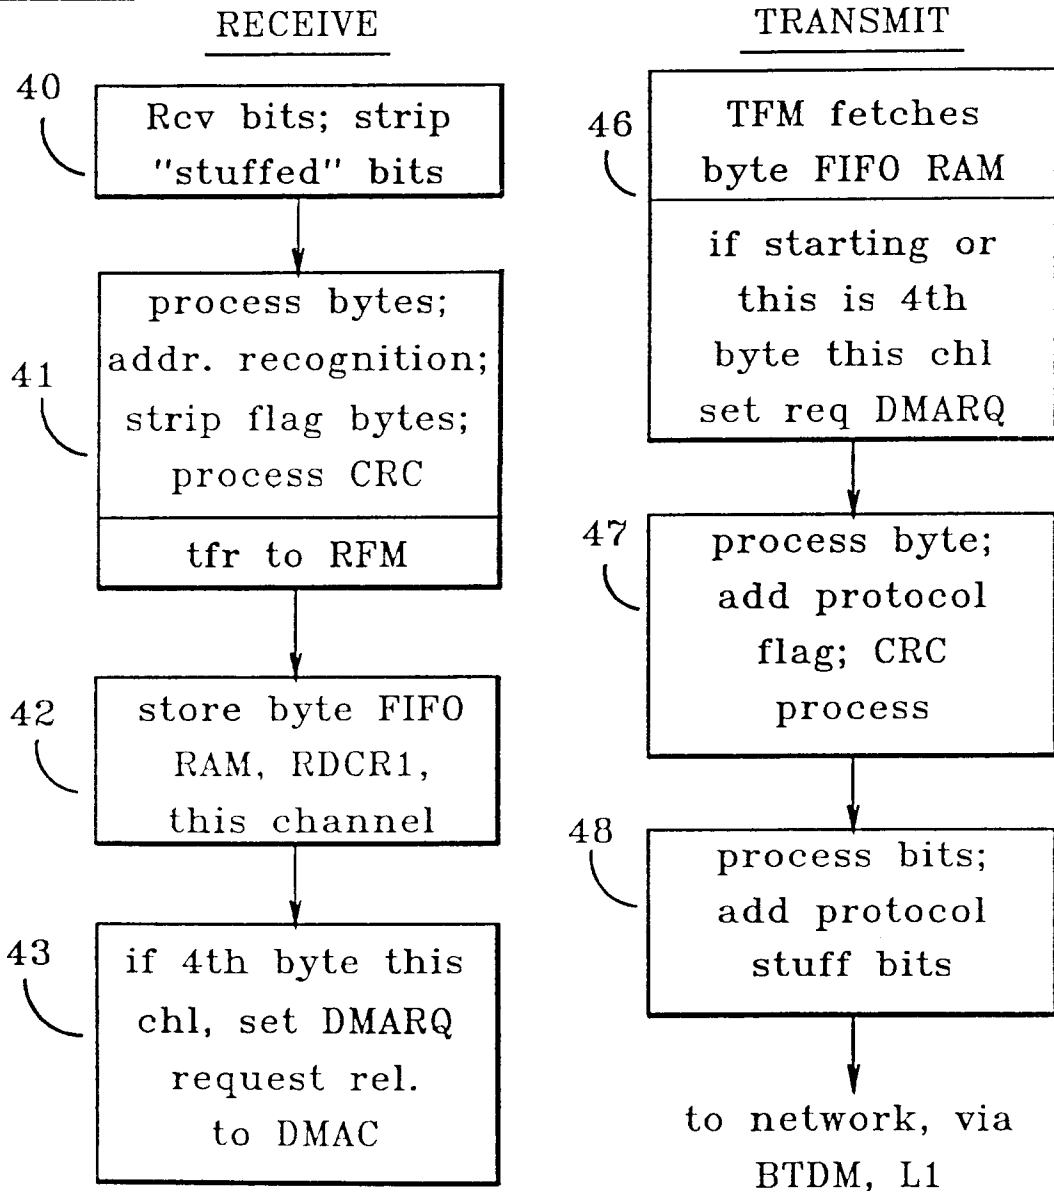 RECEIVE
40
Rcv bits; strip
"stuffed" bits
41
process bytes;
addr. recognition;
strip flag bytes;
process CRC
tfr to RFM
42
store byte FIFO
RAM, RDCR1,
this channel
43
if 4th byte this
chl, set DMARQ
request rel.
to DMAC
TRANSMIT
46
TFM fetches
byte FIFO RAM
if starting or
this is 4th
byte this chl
set req DMARQ
47
process byte;
add protocol
flag; CRC
process
48
process bits;
add protocol
stuff bits
to network, via
BTDM, L1